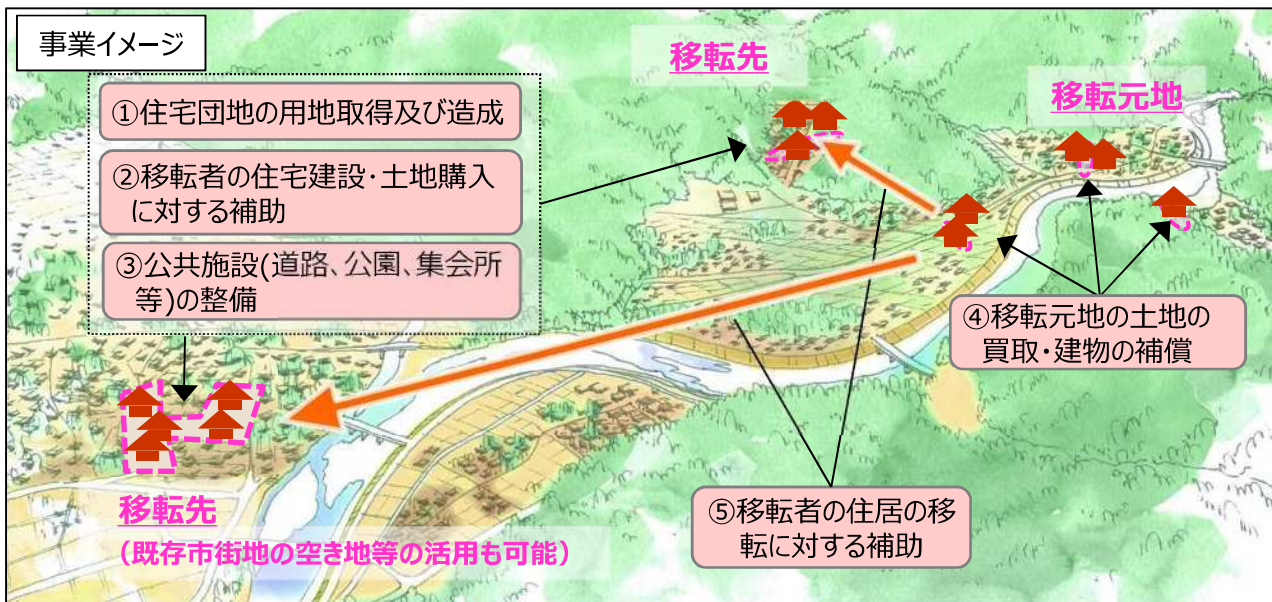 事業イメージ
①住宅団地の用地取得及び造成
②移転者の住宅建設・土地購入
に対する補助
③公共施設(道路、公園、集会所
等)の整備
移転先
移転元地
④移転元地の土地の
買取・建物の補償
⑤移転者の住居の移
転に対する補助
移転先
（既存市街地の空き地等の活用も可能）